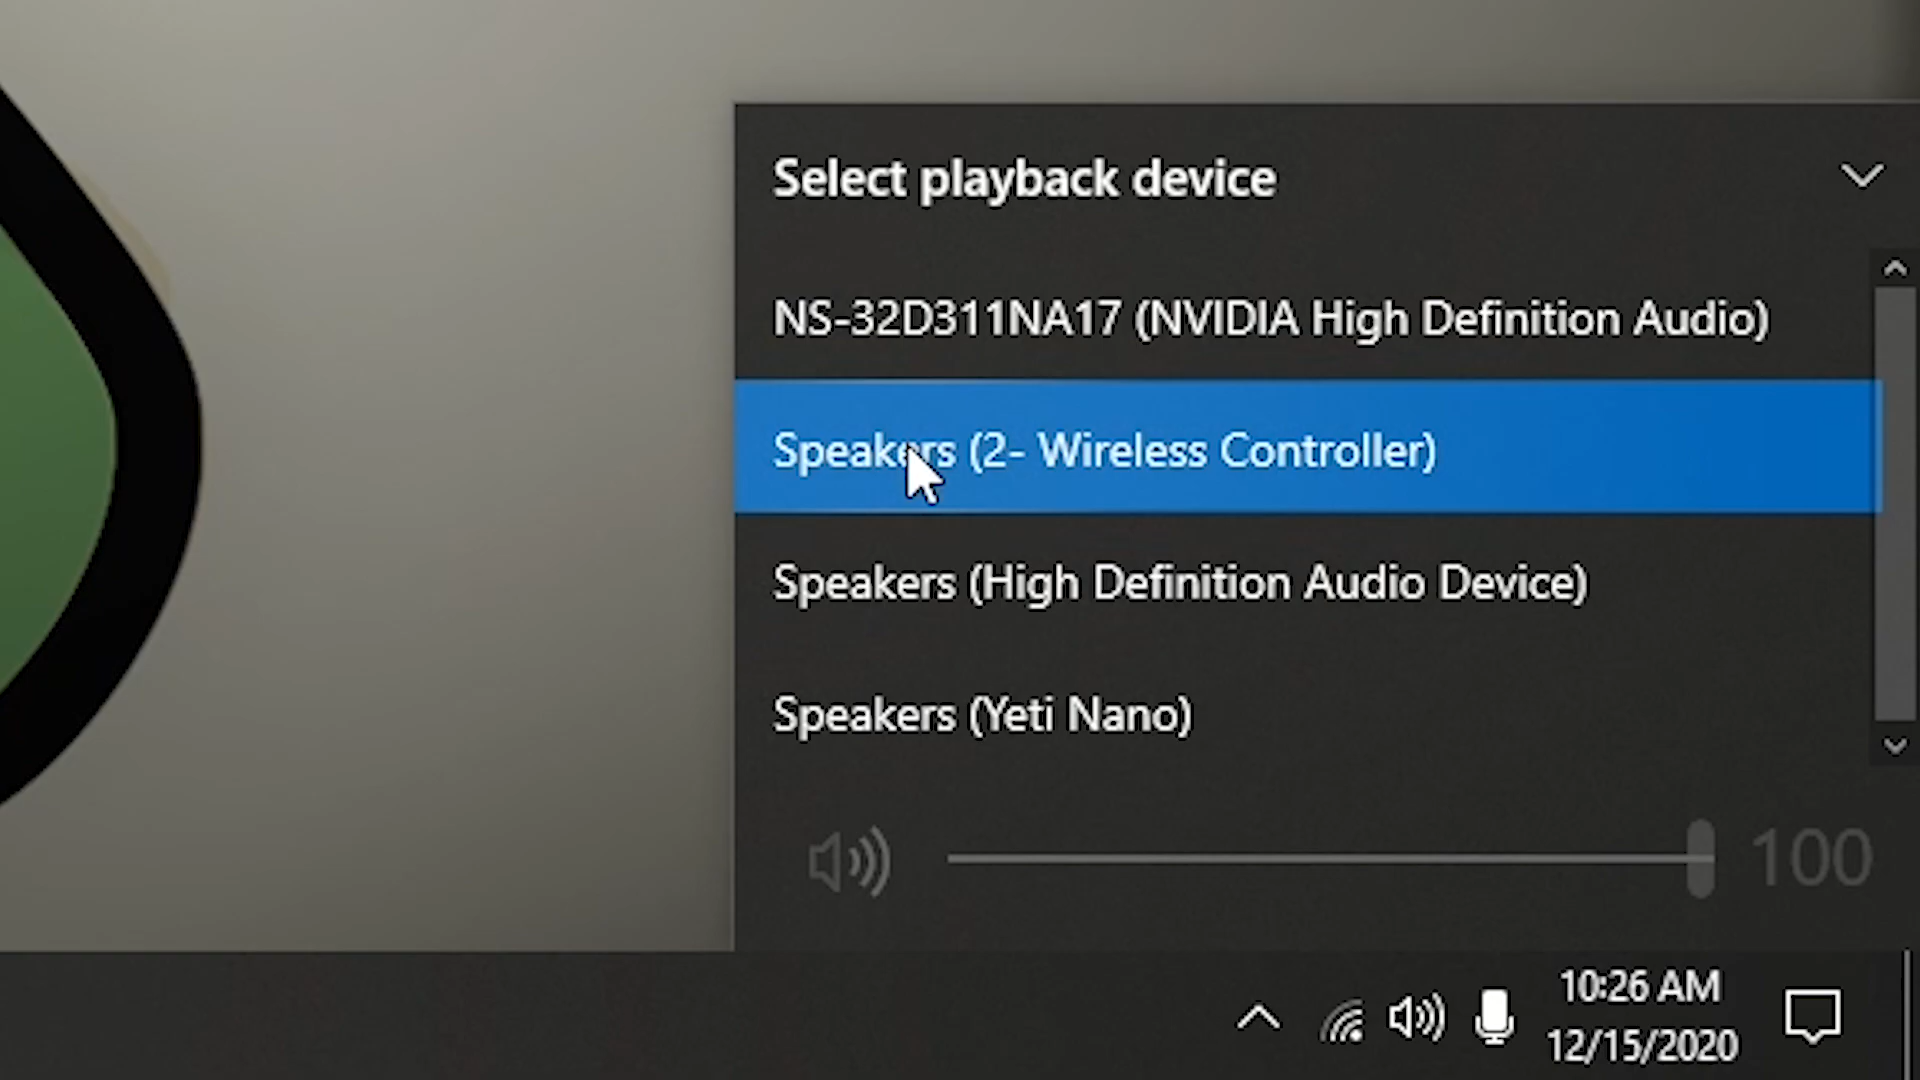 Select playback device
NS-32D311NA17 (NVIDIA High Definition Audio)
Speakers (2- Wireless Controller)
Speakers (High Definition Audio Device)
Speakers (Yeti Nano)
100
10:26 AM
12/15/2020